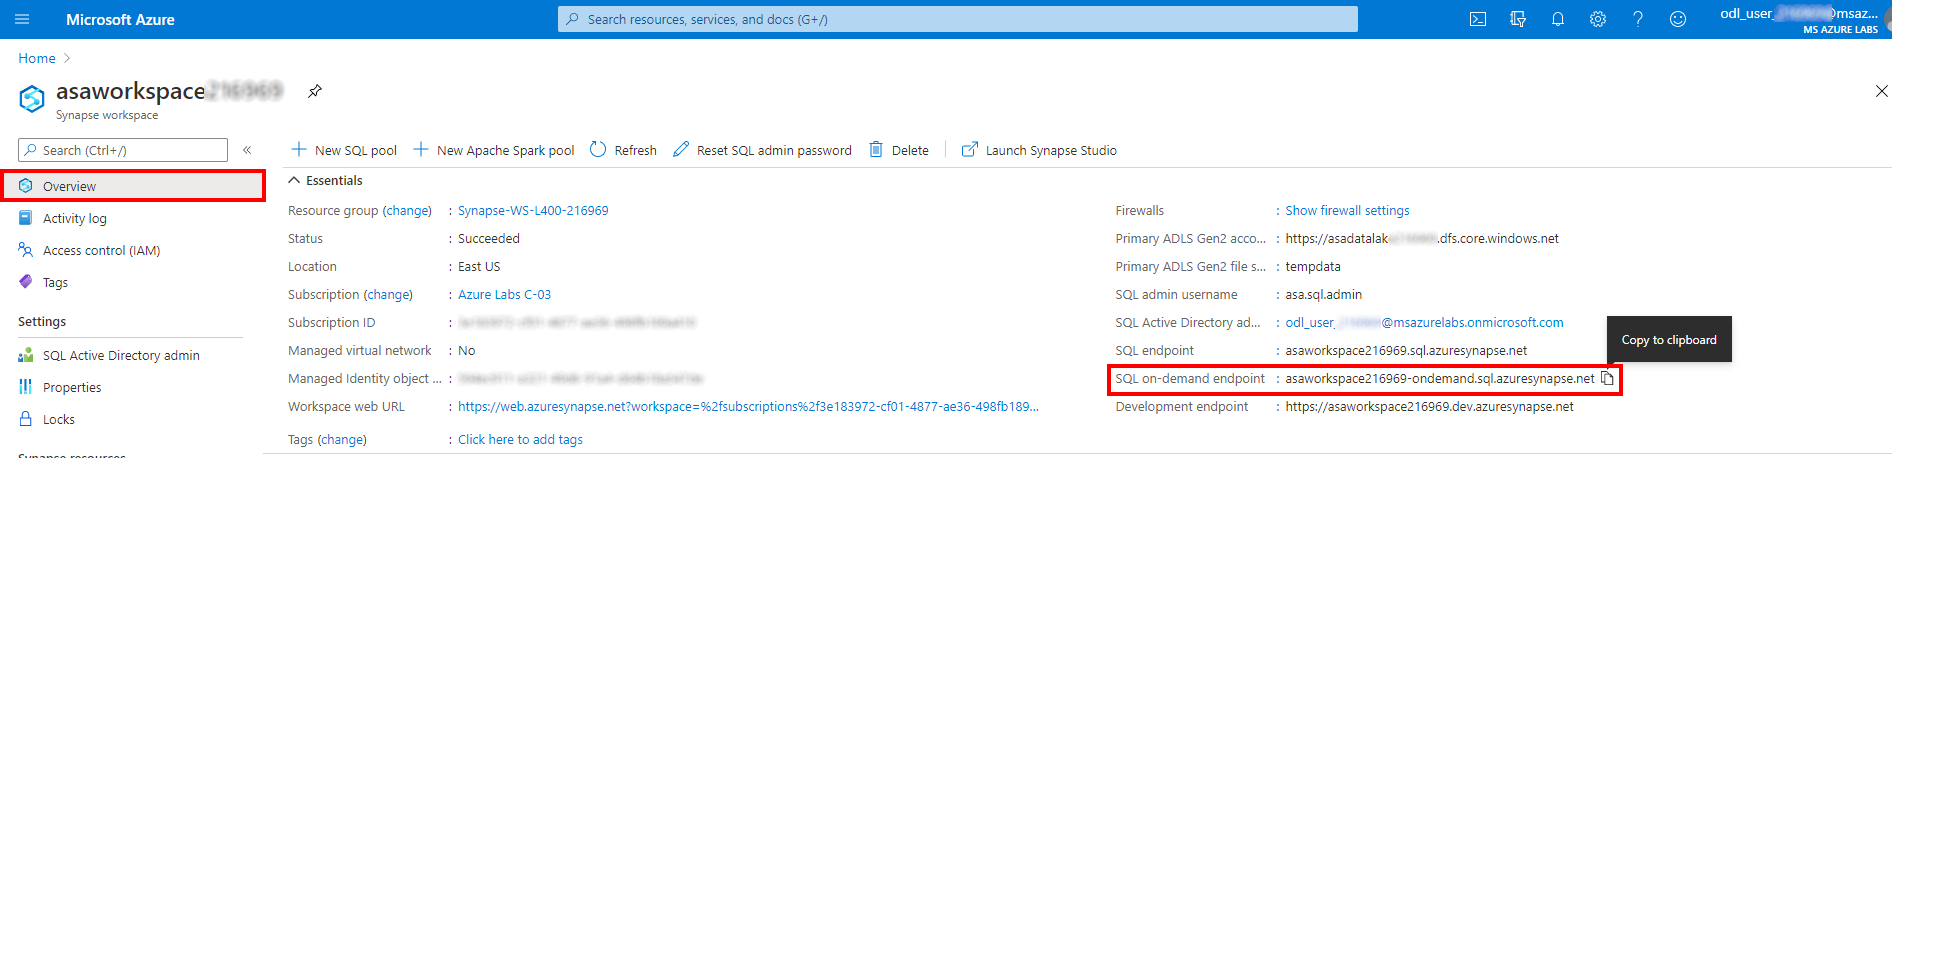 Microsoft Azure
Search resources, services, and docs (G+/)
odl_user_ @msaz...
MS AZURE LABS
Home
asaworkspace
Synapse workspace
Search (Ctrl+/)
«
New SQL pool
New Apache Spark pool
Refresh
Reset SQL admin password
Delete
Launch Synapse Studio
Overview
Activity log
Access control (IAM)
Tags
Settings
SQL Active Directory admin
Properties
Locks
Synapse resources
Essentials
Resource group (change) : Synapse-WS-L400-216969
Status : Succeeded
Location : East US
Subscription (change) : Azure Labs C-03
Subscription ID :
Managed virtual network : No
Managed Identity object ... :
Workspace web URL : https://web.azuresynapse.net?workspace=%2fsubscriptions%2f3e183972-cf01-4877-ae36-498fb189...
Tags (change) : Click here to add tags
Firewalls : Show firewall settings
Primary ADLS Gen2 acco... : https://asadatalak .dfs.core.windows.net
Primary ADLS Gen2 file s... : tempdata
SQL admin username : asa.sql.admin
SQL Active Directory ad... : odl_user_ @msazurelabs.onmicrosoft.com
SQL endpoint : asaworkspace216969.sql.azuresynapse.net
SQL on-demand endpoint : asaworkspace216969-ondemand.sql.azuresynapse.net
Development endpoint : https://asaworkspace216969.dev.azuresynapse.net
Copy to clipboard